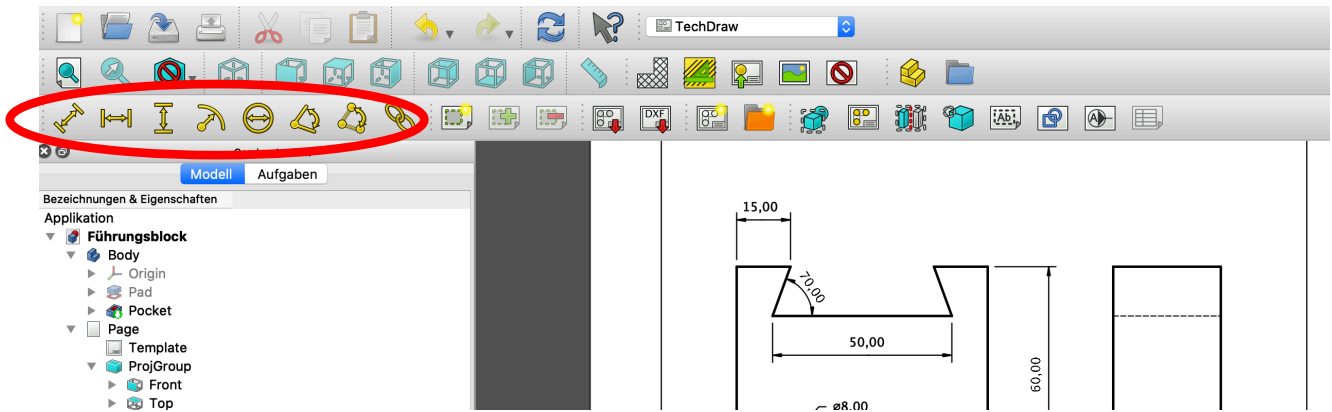 TechDraw
DXF
Ab
A
Modell Aufgaben
Bezeichnungen & Eigenschaften
Applikation
Führungsblock
Body
Origin
Pad
Pocket
Page
Template
ProjGroup
Front
Top
15,00
70,00
50,00
60,00
⌀8,00